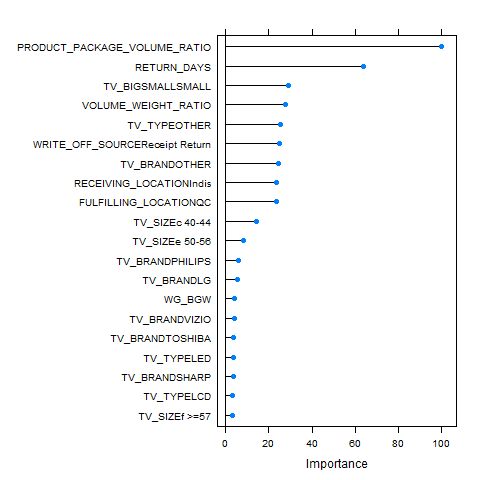 PRODUCT_PACKAGE_VOLUME_RATIO
RETURN_DAYS
TV_BIGSMALLSMALL
VOLUME_WEIGHT_RATIO
TV_TYPEOTHER
WRITE_OFF_SOURCEReceipt Return
TV_BRANDOTHER
RECEIVING_LOCATIONIndis
FULFILLING_LOCATIONQC
TV_SIZEc 40-44
TV_SIZEe 50-56
TV_BRANDPHILIPS
TV_BRANDLG
WG_BGW
TV_BRANDVIZIO
TV_BRANDTOSHIBA
TV_TYPELED
TV_BRANDSHARP
TV_TYPELCD
TV_SIZEf >=57
0 20 40 60 80 100
Importance